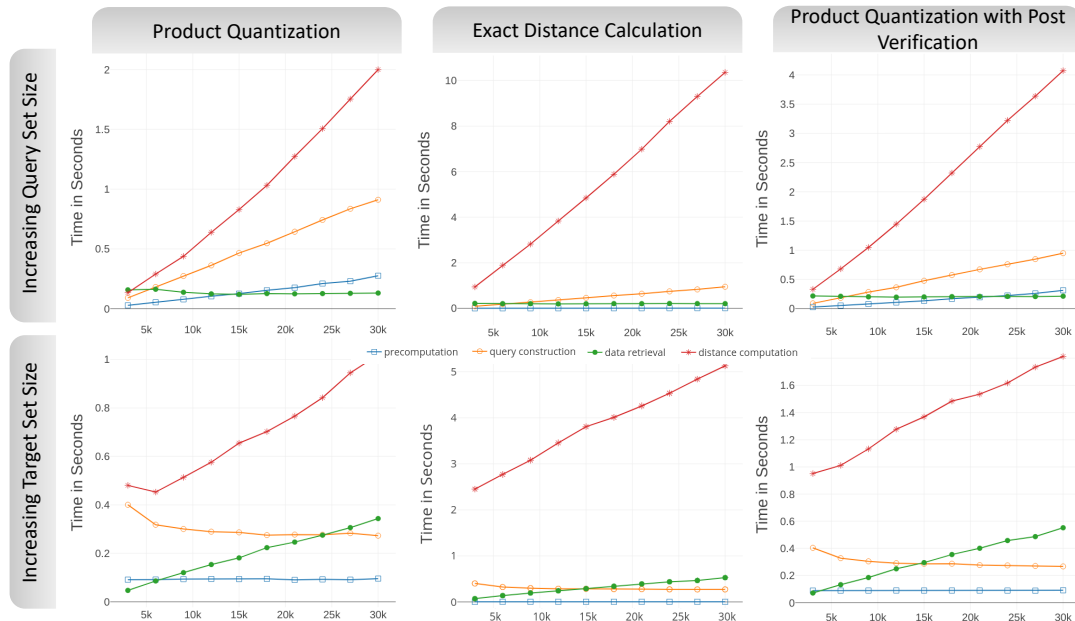 Product Quantization
Exact Distance Calculation
Product Quantization with Post
Verification
Increasing Query Set Size
Time in Seconds
2
1.5
1
0.5
0
5k 10k 15k 20k 25k 30k
Time in Seconds
10
8
6
4
2
0
5k 10k 15k 20k 25k 30k
Time in Seconds
4
3.5
3
2.5
2
1.5
1
0.5
0
5k 10k 15k 20k 25k 30k
precomputation query construction data retrieval distance computation
Increasing Target Set Size
Time in Seconds
1
0.8
0.6
0.4
0.2
0
5k 10k 15k 20k 25k 30k
Time in Seconds
5
4
3
2
1
0
5k 10k 15k 20k 25k 30k
Time in Seconds
1.6
1.4
1.2
1
0.8
0.6
0.4
0.2
0
5k 10k 15k 20k 25k 30k